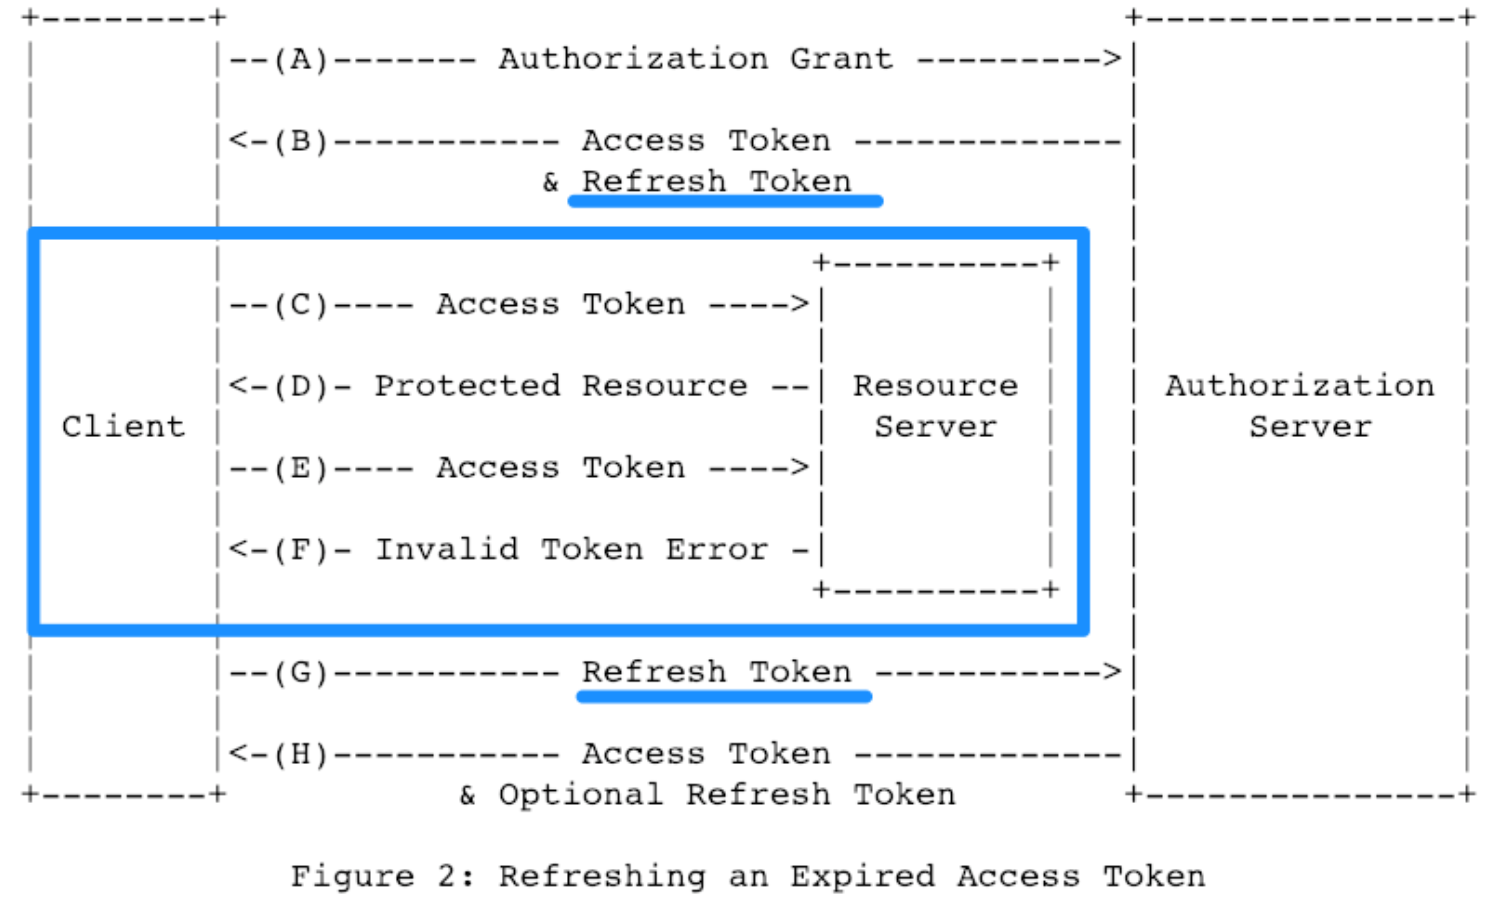 +--------+                                           +---------------+
|        |--(A)------- Authorization Grant --------->|               |
|        |                                           |               |
|        |<-(B)----------- Access Token -------------|               |
|        |               & Refresh Token             |               |
|        |                                           |               |
|        |                            +----------+   |               |
|        |--(C)---- Access Token ---->|          |   |               |
|        |                            |          |   |               |
|        |<-(D)- Protected Resource --| Resource |   | Authorization |
| Client |                            |  Server  |   |     Server    |
|        |--(E)---- Access Token ---->|          |   |               |
|        |                            |          |   |               |
|        |<-(F)- Invalid Token Error -|          |   |               |
|        |                            +----------+   |               |
|        |                                           |               |
|        |--(G)----------- Refresh Token ----------->|               |
|        |                                           |               |
|        |<-(H)----------- Access Token -------------|               |
+--------+           & Optional Refresh Token        +---------------+
Figure 2: Refreshing an Expired Access Token